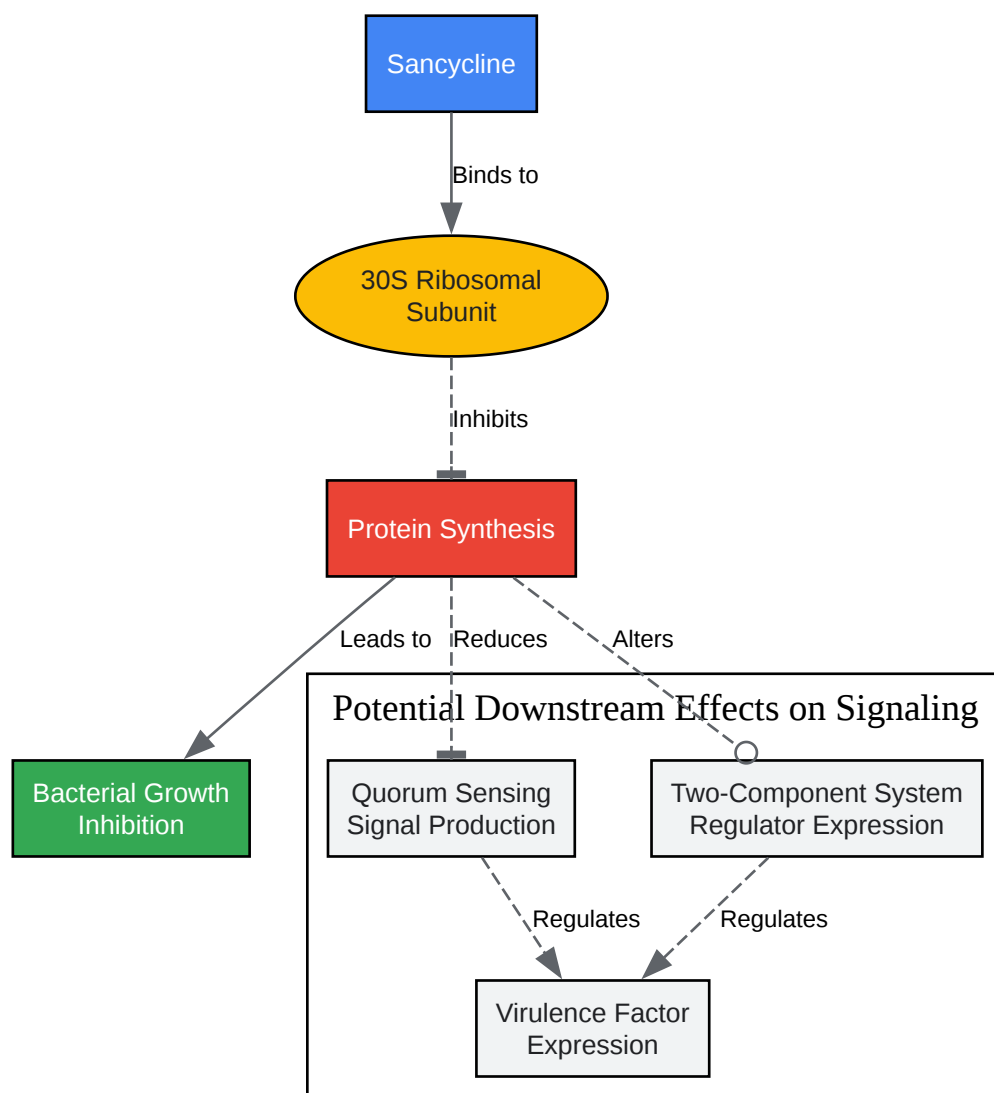 Sancycline
Binds to
30S Ribosomal
Subunit
Inhibits
Protein Synthesis
Leads to
Reduces
Alters
Potential Downstream Effects on Signaling
Bacterial Growth
Inhibition
Quorum Sensing
Signal Production
Two-Component System
Regulator Expression
Regulates
Regulates
Virulence Factor
Expression